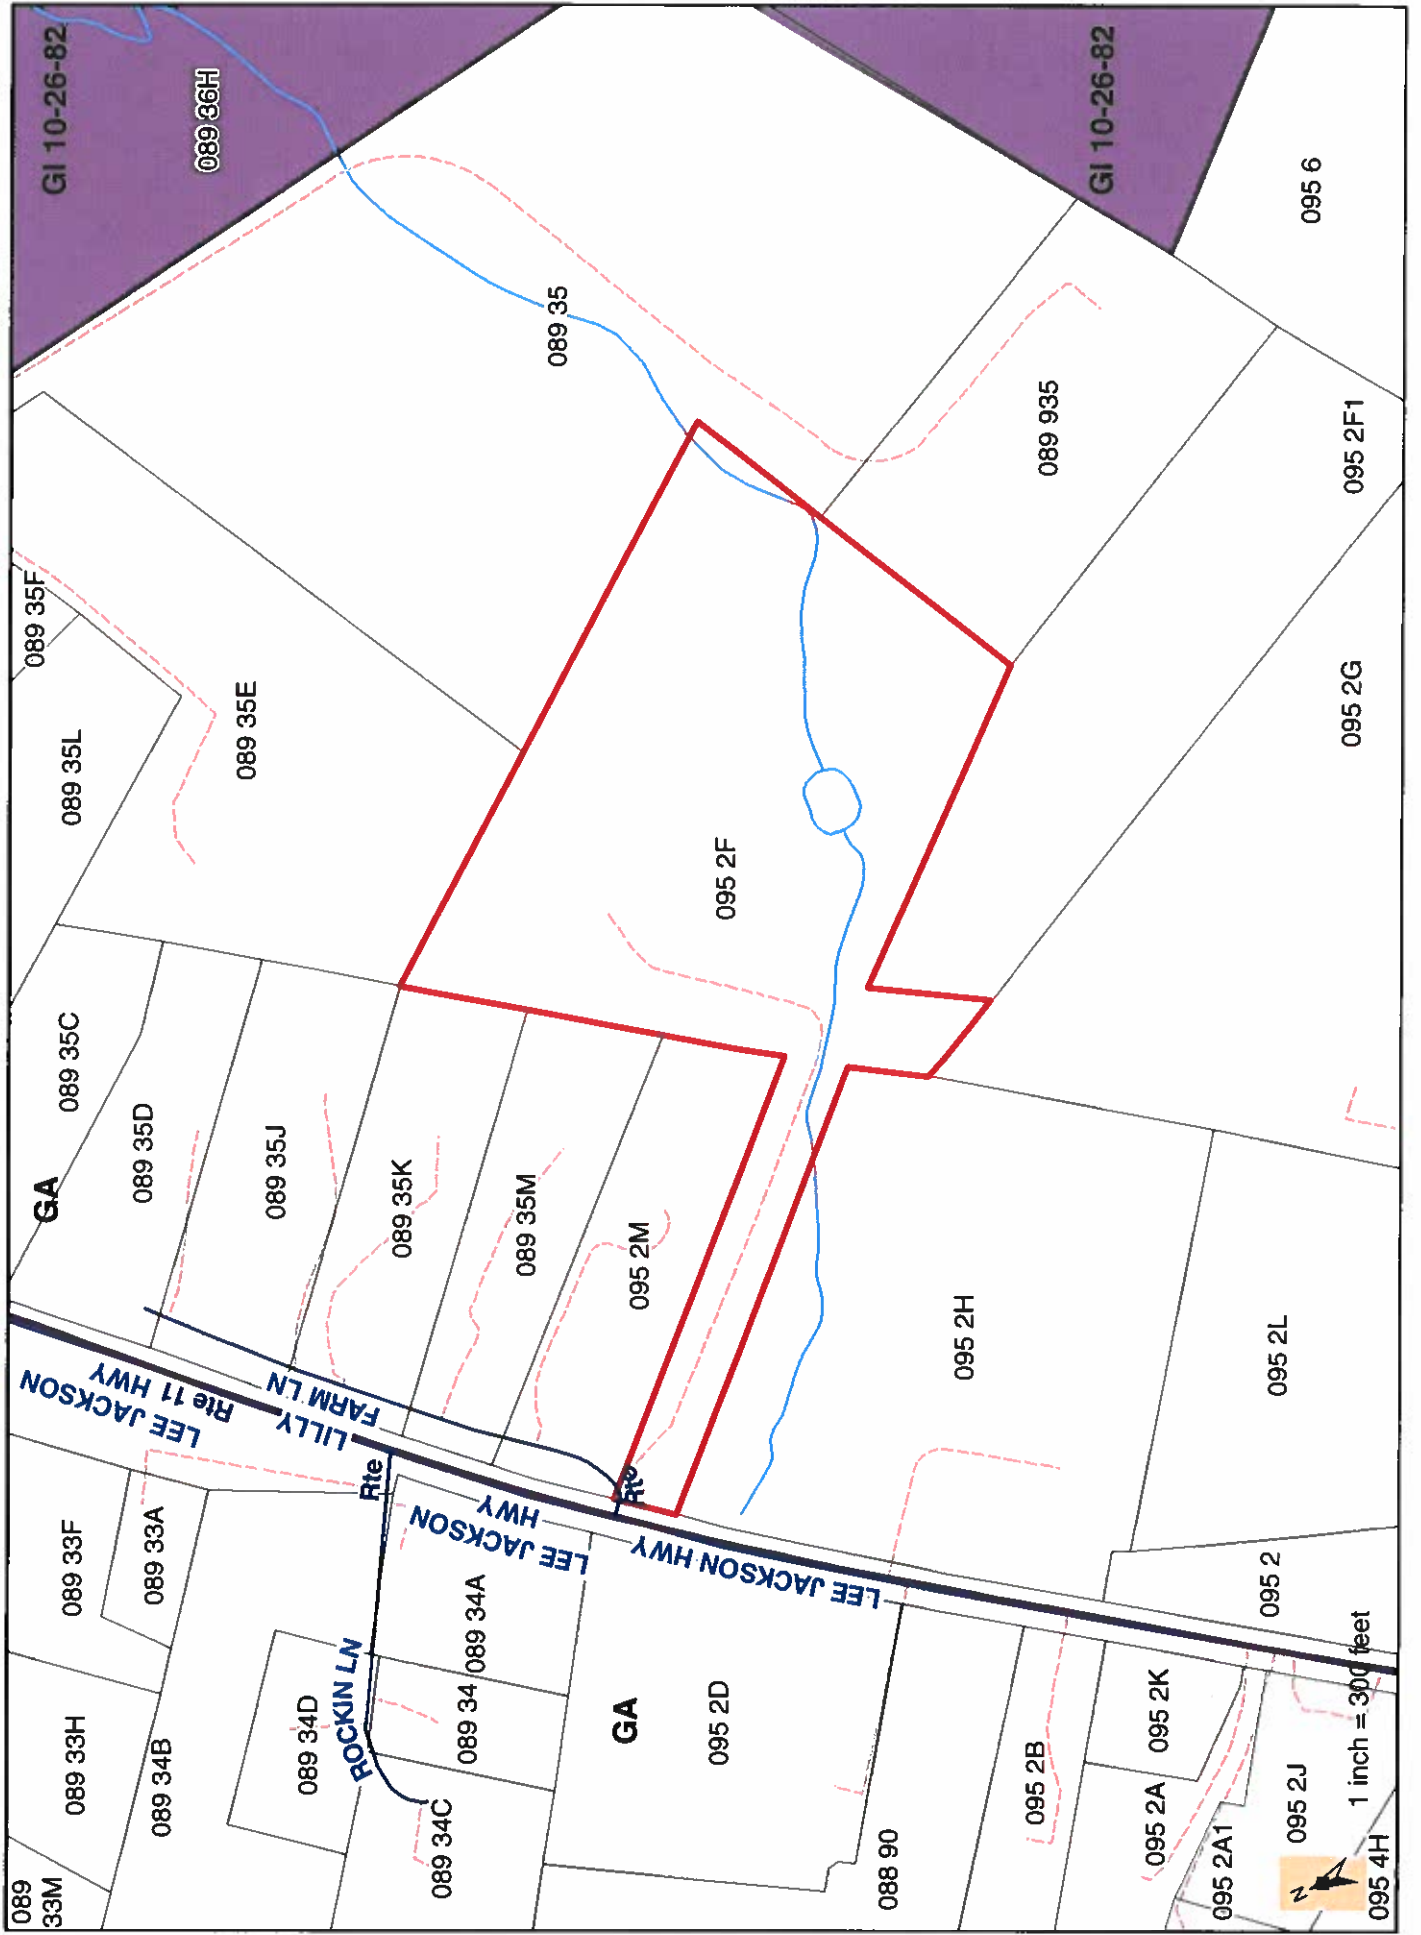 GI 10-26-82
089 36H
GI 10-26-82
095 6
089 35
089 935
095 2F1
089 35F
089 35L
089 35E
095 2G
095 2F
089 35C
GA
089 35D
089 35J
089 35K
089 35M
095 2M
095 2H
095 2L
LEE JACKSON
Rte 11 HWY
LILLY
FARM LN
Rte
LEE JACKSON
HWY
Rte
LEE JACKSON HWY
089 33F
089 33A
089 34A
ROCKIN LN
089 34
089 34D
089 33H
089 34B
089 34C
089
33M
GA
095 2D
088 90
095 2
095 2K
095 2B
095 2A
095 2A1
095 2J
1 inch = 300 feet
N
095 4H